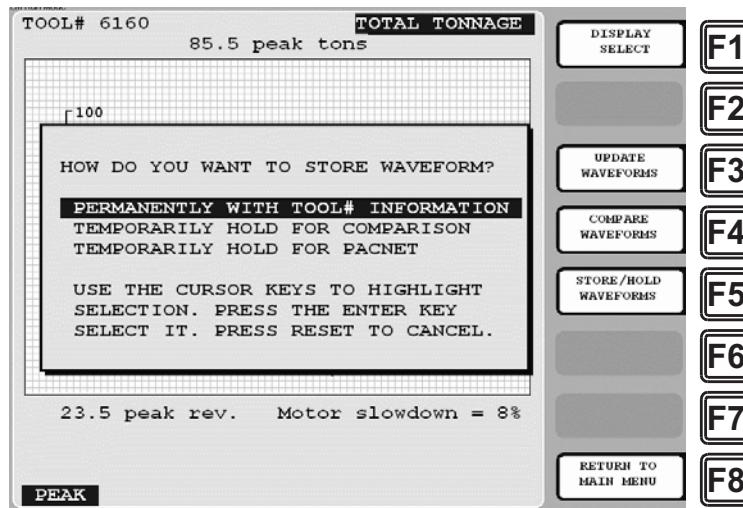 TOOL# 6160
TOTAL TONNAGE
85.5 peak tons
100
HOW DO YOU WANT TO STORE WAVEFORM?
PERMANENTLY WITH TOOL# INFORMATION
TEMPORARILY HOLD FOR COMPARISON
TEMPORARILY HOLD FOR PACNET
USE THE CURSOR KEYS TO HIGHLIGHT
SELECTION. PRESS THE ENTER KEY
SELECT IT. PRESS RESET TO CANCEL.
23.5 peak rev. Motor slowdown = 8%
PEAK
DISPLAY
SELECT
F1
F2
UPDATE
WAVEFORMS
F3
COMPARE
WAVEFORMS
F4
STORE/HOLD
WAVEFORMS
F5
F6
F7
RETURN TO
MAIN MENU
F8